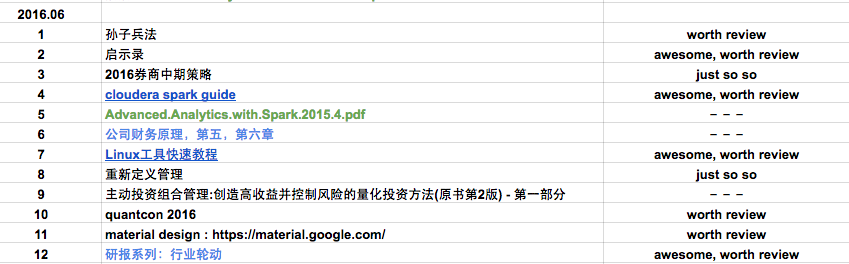 2016.06
1 孙子兵法 worth review
2 启示录 awesome, worth review
3 2016券商中期策略 just so so
4 cloudera spark guide awesome, worth review
5 Advanced.Analytics.with.Spark.2015.4.pdf – – –
6 公司财务原理，第五，第六章 – – –
7 Linux工具快速教程 awesome, worth review
8 重新定义管理 just so so
9 主动投资组合管理:创造高收益并控制风险的量化投资方法(原书第2版) - 第一部分 – – –
10 quantcon 2016 worth review
11 material design : https://material.google.com/ worth review
12 研报系列：行业轮动 awesome, worth review